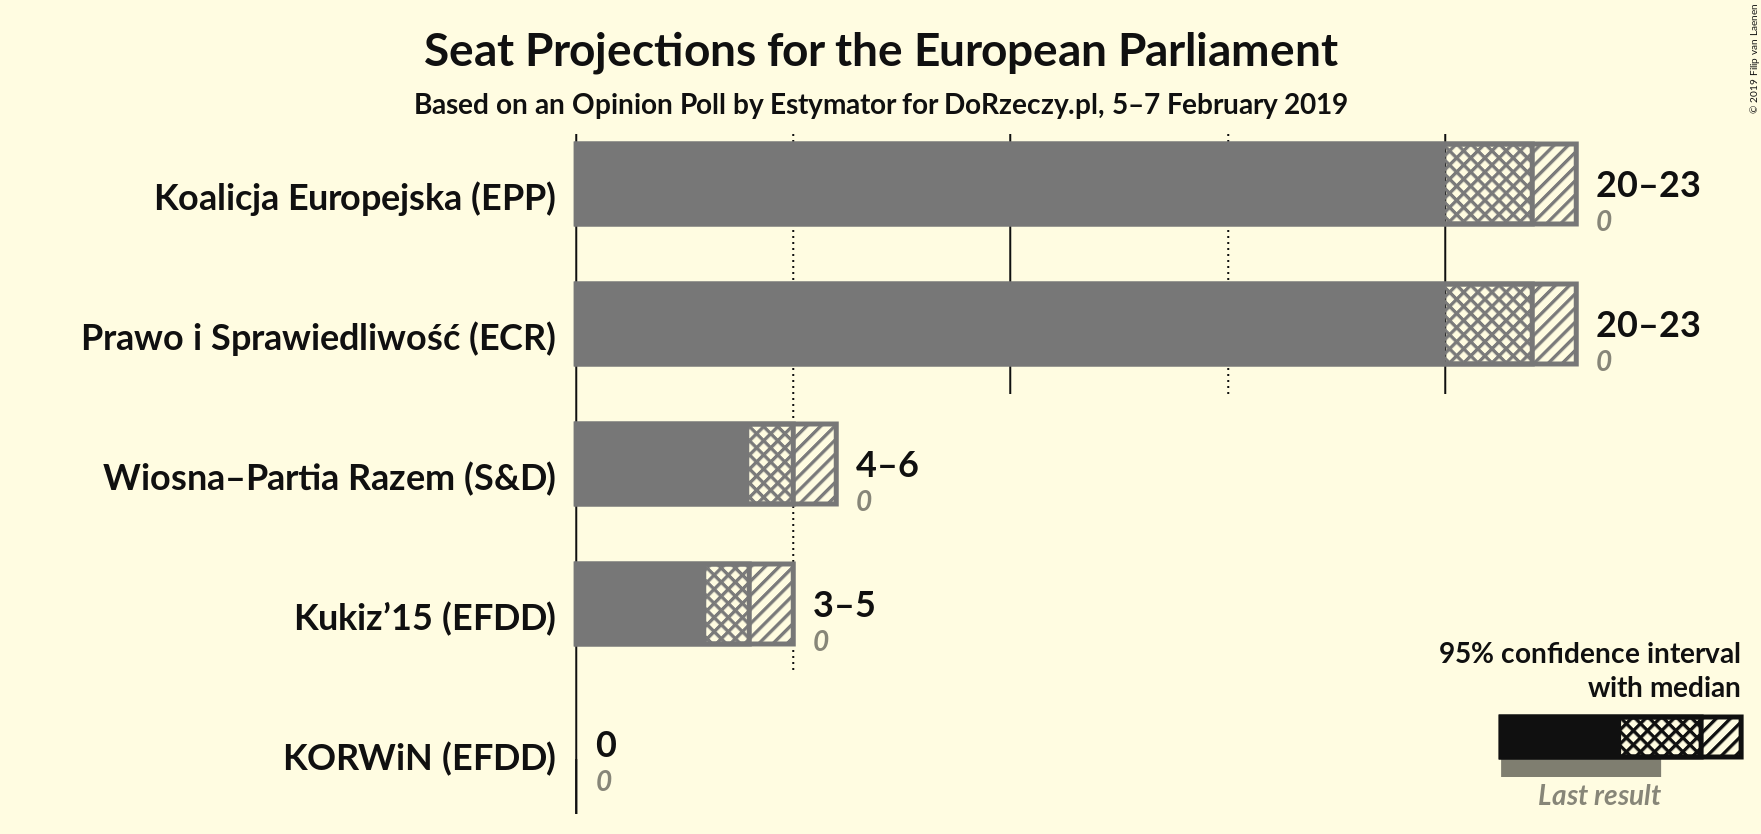 Seat Projections for the European Parliament
Based on an Opinion Poll by Estymator for DoRzeczy.pl, 5–7 February 2019
© 2019 Filip van Laenen
Koalicja Europejska (EPP)
20–23
0
Prawo i Sprawiedliwość (ECR)
20–23
0
Wiosna–Partia Razem (S&D)
4–6
0
Kukiz’15 (EFDD)
3–5
0
KORWiN (EFDD)
0
0
95% confidence interval
with median
Last result